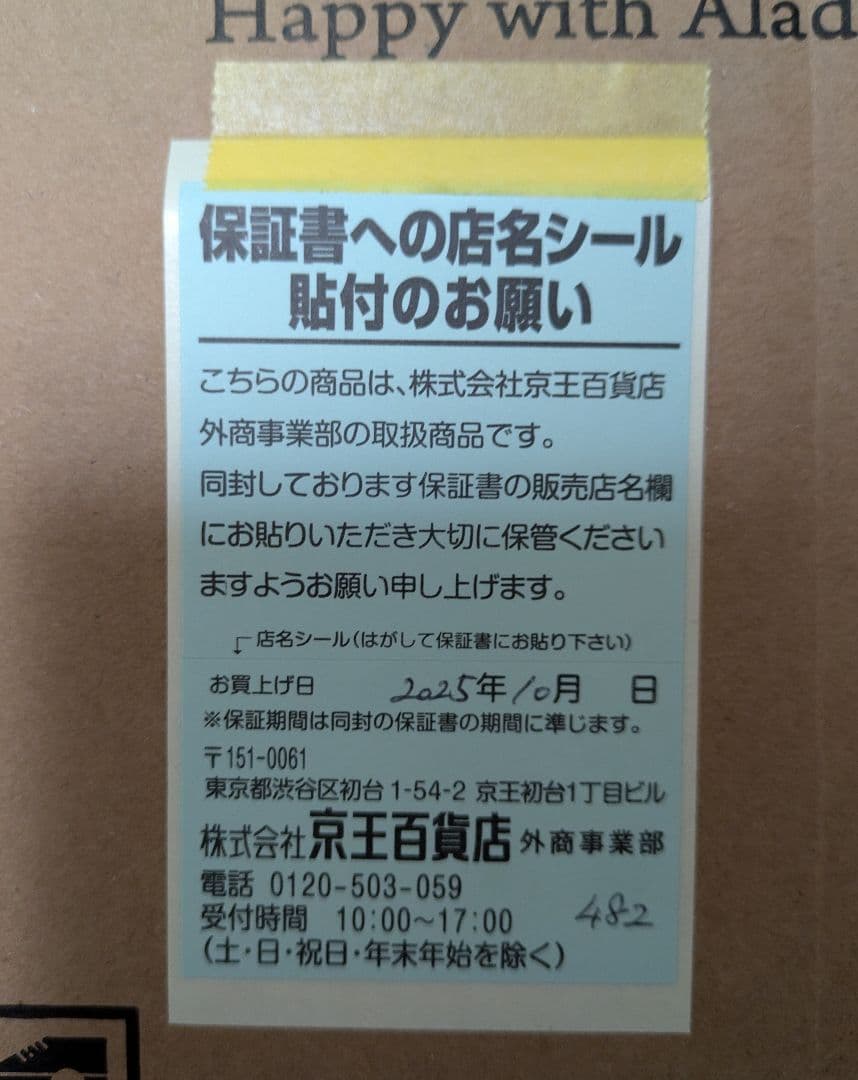 Happy with Alad
保証書への店名シール
貼付のお願い
こちらの商品は、株式会社京王百貨店
外商事業部の取扱商品です。
同封しております保証書の販売店名欄
にお貼りいただき大切に保管ください
ますようお願い申し上げます。
店名シール(はがして保証書にお貼り下さい)
お買上げ日 2025年10月 日
※保証期間は同封の保証書の期間に準じます。
〒151-0061
東京都渋谷区初台1-54-2 京王初台1丁目ビル
株式会社京王百貨店 外商事業部
電話 0120-503-059
受付時間 10:00～17:00 482
(土・日・祝日・年末年始を除く)